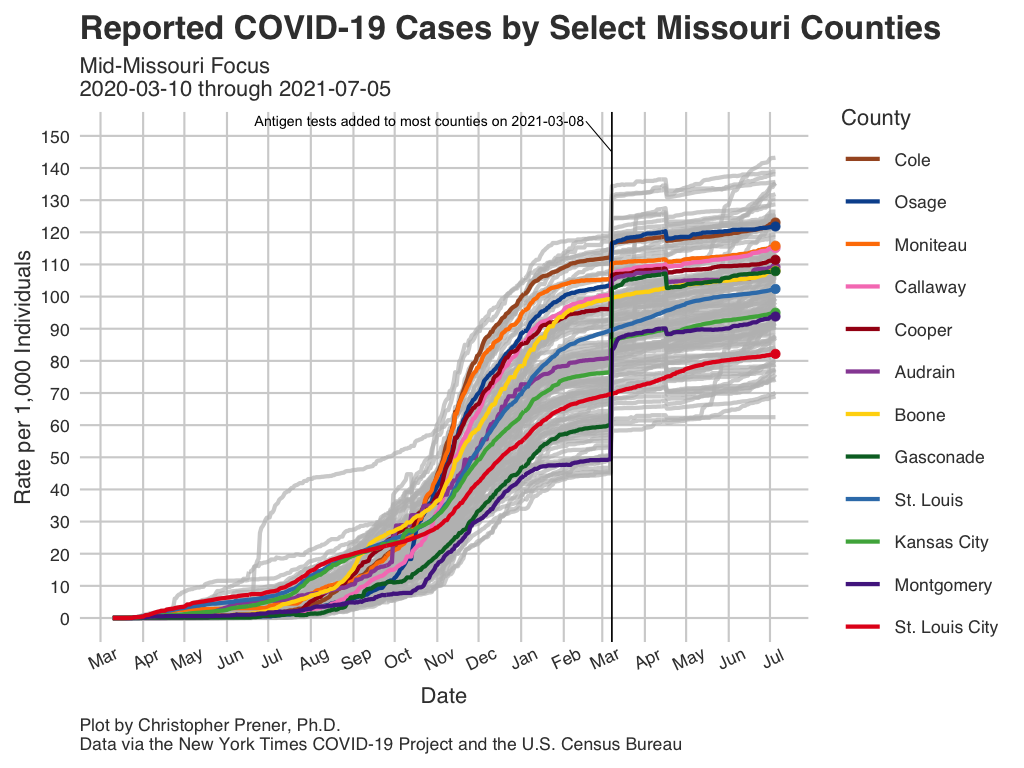 Reported COVID-19 Cases by Select Missouri Counties
Mid-Missouri Focus
2020-03-10 through 2021-07-05
Antigen tests added to most counties on 2021-03-08
Rate per 1,000 Individuals
150
140
130
120
110
100
90
80
70
60
50
40
30
20
10
0
Mar Apr May Jun Jul Aug Sep Oct Nov Dec Jan Feb Mar Apr May Jun Jul
Date
County
Cole
Osage
Moniteau
Callaway
Cooper
Audrain
Boone
Gasconade
St. Louis
Kansas City
Montgomery
St. Louis City
Plot by Christopher Prener, Ph.D.
Data via the New York Times COVID-19 Project and the U.S. Census Bureau